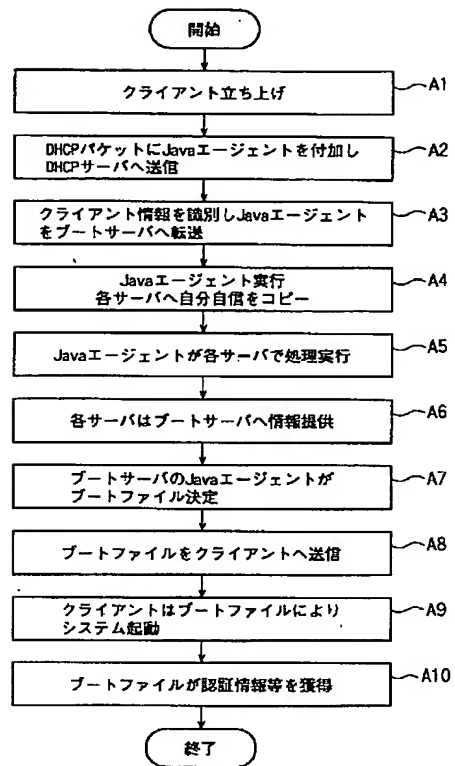 開始
クライアント立ち上げ
A1
DHCPパケットにJavaエージェントを付加し
DHCPサーバへ送信
A2
クライアント情報を識別しJavaエージェント
をブートサーバへ転送
A3
Javaエージェント実行
各サーバへ自分自信をコピー
A4
Javaエージェントが各サーバで処理実行
A5
各サーバはブートサーバへ情報提供
A6
ブートサーバのJavaエージェントが
ブートファイル決定
A7
ブートファイルをクライアントへ送信
A8
クライアントはブートファイルにより
システム起動
A9
ブートファイルが認証情報等を獲得
A10
終了